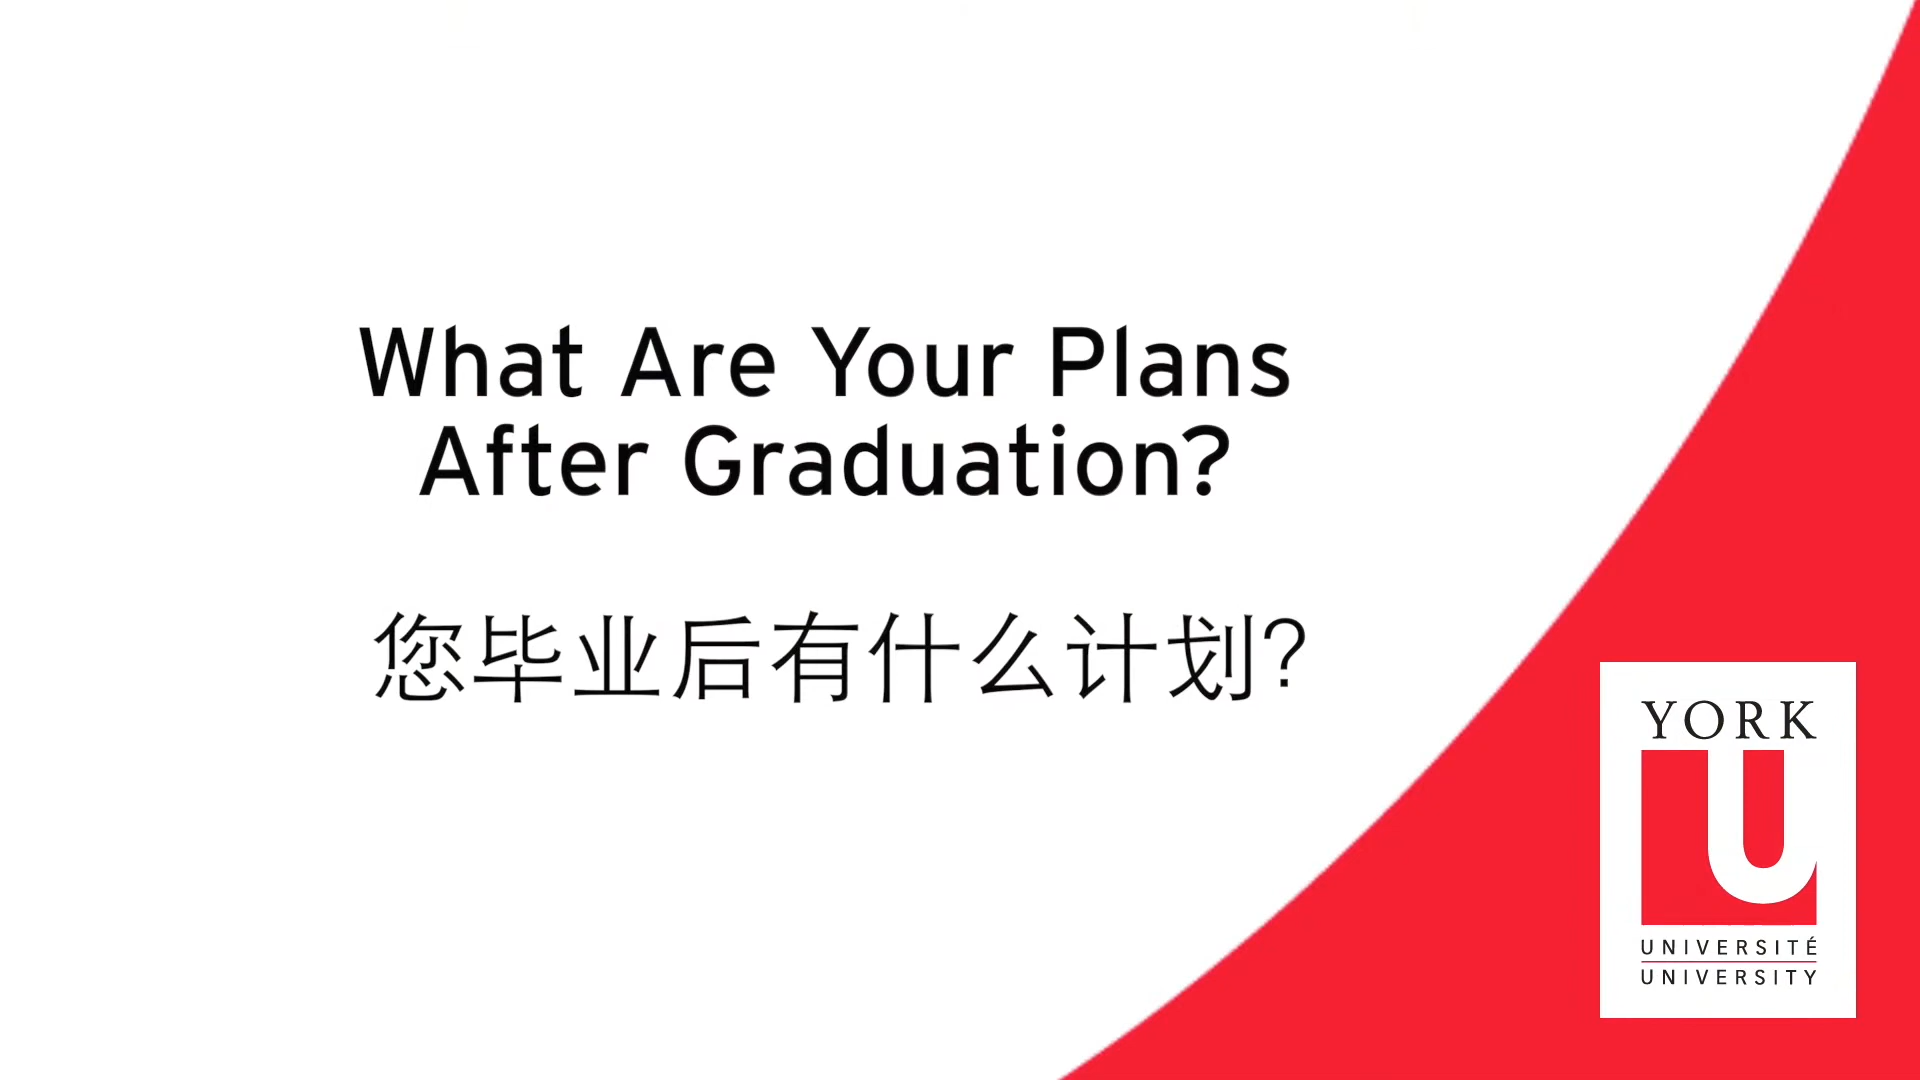 What Are Your Plans
After Graduation?
您毕业后有什么计划?
YORK
U
UNIVERSITÉ
UNIVERSITY